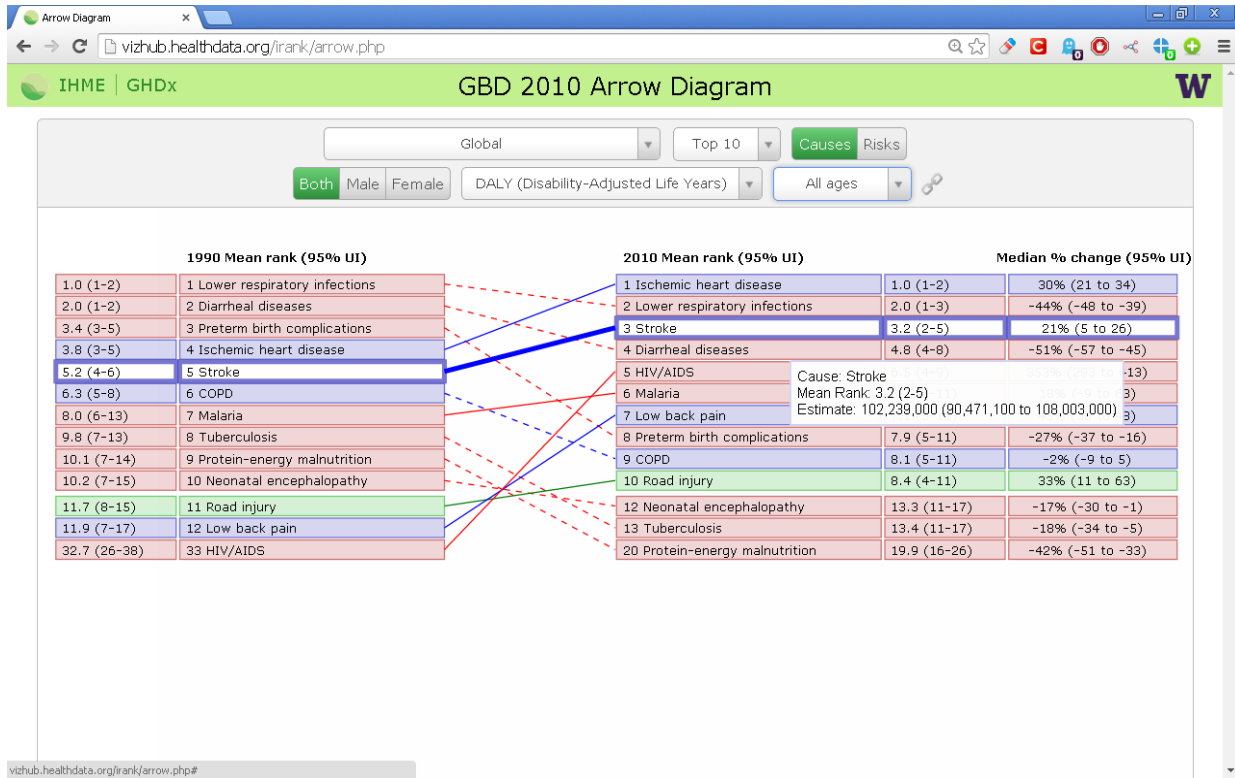 Arrow Diagram
vizhub.healthdata.org/irank/arrow.php
IHME | GHDx GBD 2010 Arrow Diagram W
Global Top 10 Causes Risks
Both Male Female DALY (Disability-Adjusted Life Years) All ages
1990 Mean rank (95% UI) 2010 Mean rank (95% UI) Median % change (95% UI)
1.0 (1-2) 1 Lower respiratory infections 1 Ischemic heart disease 1.0 (1-2) 30% (21 to 34)
2.0 (1-2) 2 Diarrheal diseases 2 Lower respiratory infections 2.0 (1-3) -44% (-48 to -39)
3.4 (3-5) 3 Preterm birth complications 3 Stroke 3.2 (2-5) 21% (5 to 26)
3.8 (3-5) 4 Ischemic heart disease 4 Diarrheal diseases 4.8 (4-8) -51% (-57 to -45)
5.2 (4-6) 5 Stroke 5 HIV/AIDS
6.3 (5-8) 6 COPD 6 Malaria
8.0 (6-13) 7 Malaria 7 Low back pain
Cause: Stroke
Mean Rank: 3.2 (2-5)
Estimate: 102,239,000 (90,471,100 to 108,003,000)
9.8 (7-13) 8 Tuberculosis 8 Preterm birth complications 7.9 (5-11) -27% (-37 to -16)
10.1 (7-14) 9 Protein-energy malnutrition 9 COPD 8.1 (5-11) -2% (-9 to 5)
10.2 (7-15) 10 Neonatal encephalopathy 10 Road injury 8.4 (4-11) 33% (11 to 63)
11.7 (8-15) 11 Road injury 12 Neonatal encephalopathy 13.3 (11-17) -17% (-30 to -1)
11.9 (7-17) 12 Low back pain 13 Tuberculosis 13.4 (11-17) -18% (-34 to -5)
32.7 (26-38) 33 HIV/AIDS 20 Protein-energy malnutrition 19.9 (16-26) -42% (-51 to -33)
vizhub.healthdata.org/irank/arrow.php#